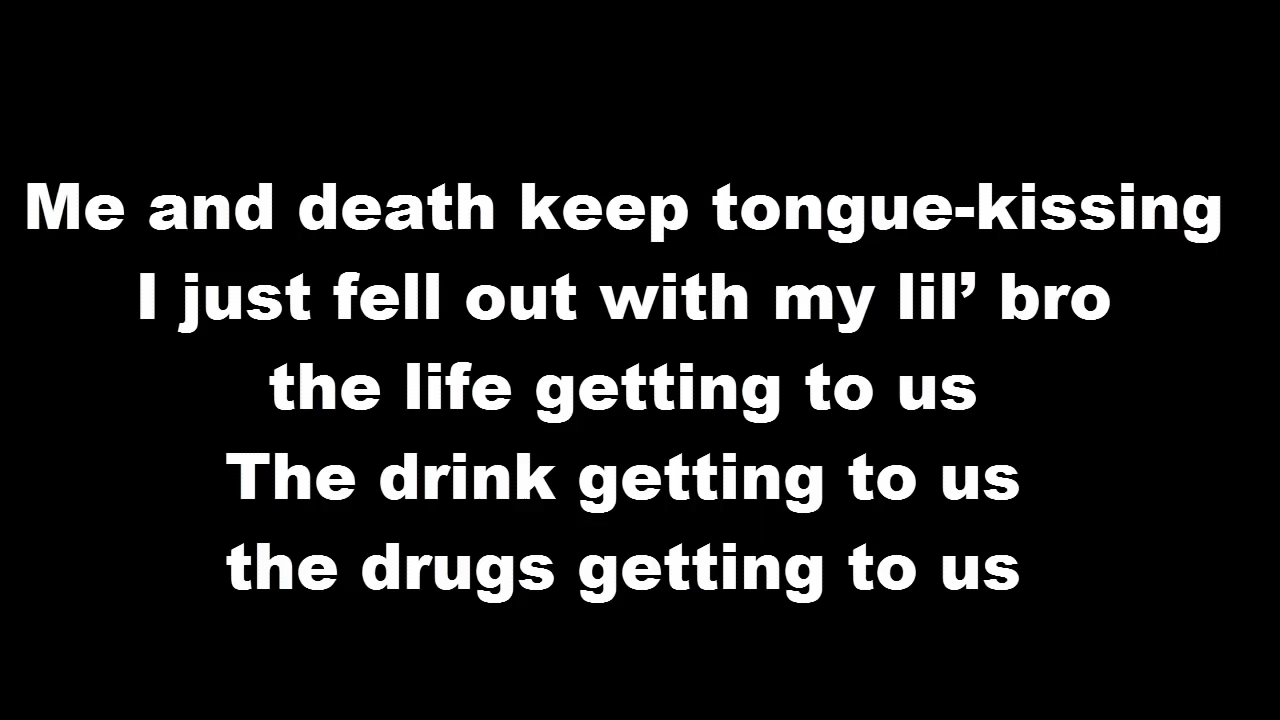 Me and death keep tongue-kissing
I just fell out with my lil’ bro
the life getting to us
The drink getting to us
the drugs getting to us